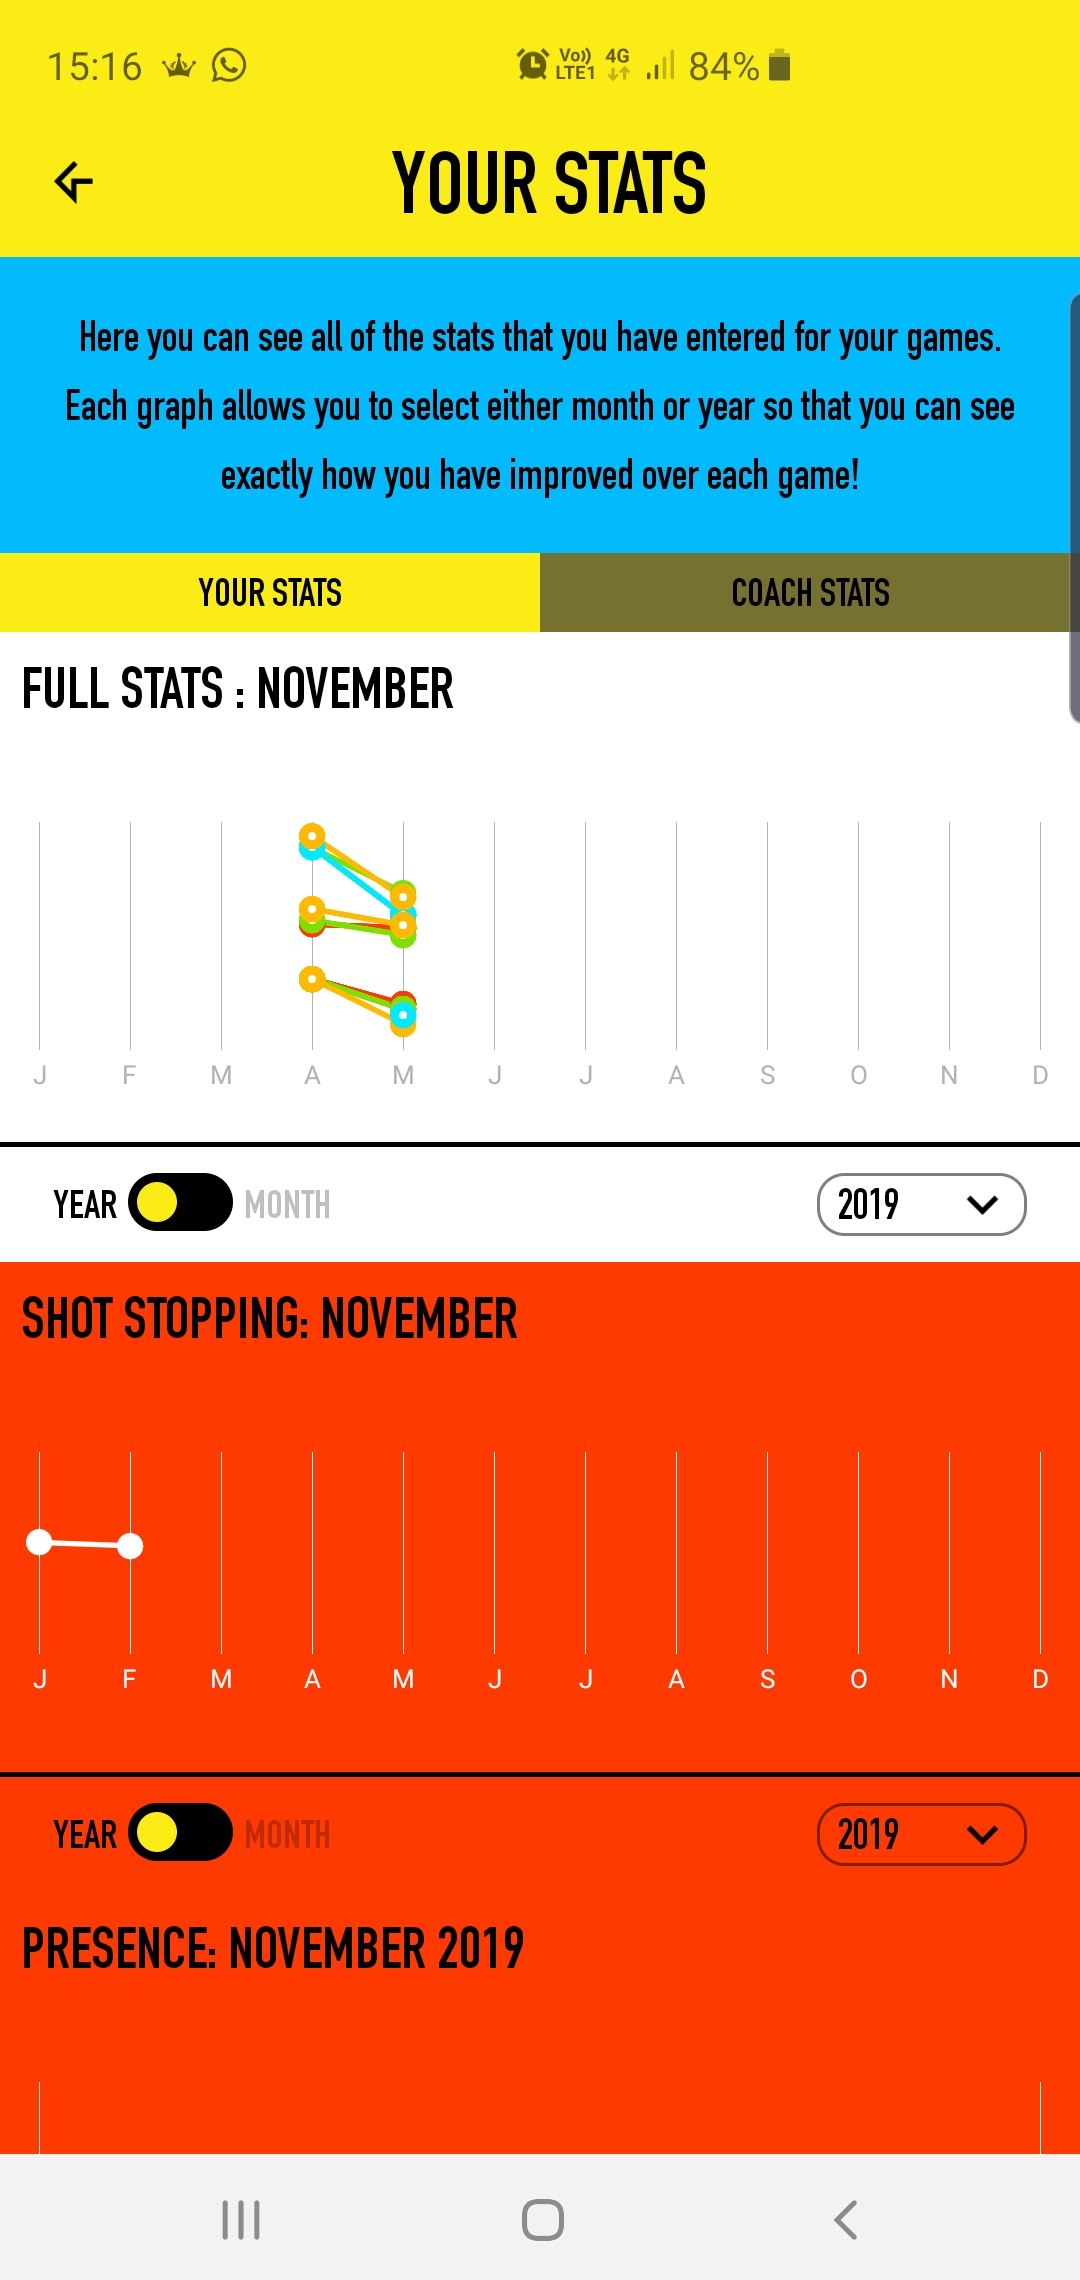 15:16 Vo)) LTE1 4G 84%
YOUR STATS
Here you can see all of the stats that you have entered for your games.
Each graph allows you to select either month or year so that you can see
exactly how you have improved over each game!
YOUR STATS COACH STATS
FULL STATS : NOVEMBER
J F M A M J J A S O N D
YEAR MONTH 2019
SHOT STOPPING: NOVEMBER
J F M A M J J A S O N D
YEAR MONTH 2019
PRESENCE: NOVEMBER 2019